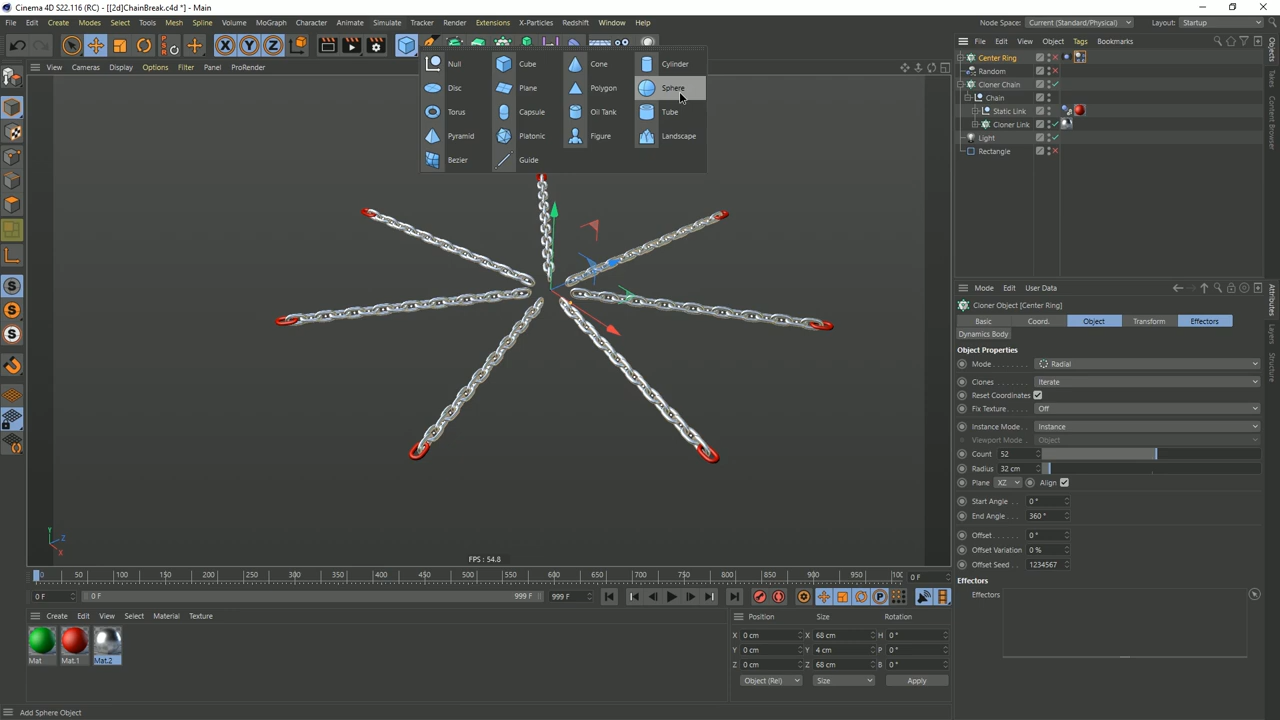 Cinema 4D S22.116 (RC) - [[2d]ChainBreak.c4d *] - Main
File Edit Create Modes Select Tools Mesh Spline Volume MoGraph Character Animate Simulate Tracker Render Extensions X-Particles Redshift Window Help
Node Space: Current (Standard/Physical) Layout: Startup
X Y Z
File Edit View Object Tags Bookmarks
View Cameras Display Options Filter Panel ProRender
Null Cube Cone Cylinder
Disc Plane Polygon Sphere
Torus Capsule Oil Tank Tube
Pyramid Platonic Figure Landscape
Bezier Guide
Center Ring
Random
Cloner Chain
Chain
Static Link
Cloner Link
Light
Rectangle
Objects
Takes
Content Browser
Mode Edit User Data
Attributes
Layers
Structure
Cloner Object [Center Ring]
Basic Coord. Object Transform Effectors
Dynamics Body
Object Properties
Mode Radial
Clones Iterate
Reset Coordinates
Fix Texture Off
Instance Mode Instance
Viewport Mode Object
Count 52
Radius 32 cm
Plane XZ Align
Start Angle 0 °
End Angle 360 °
Offset 0 °
Offset Variation 0 %
Offset Seed 1234567
Effectors
Effectors
Y
Z
X
FPS : 54.8
0 50 100 150 200 250 300 350 400 450 500 550 600 650 700 750 800 850 900 950 100 0 F
0 F 0 F 999 F 999 F
Create Edit View Select Material Texture
Mat Mat.1 Mat.2
Position Size Rotation
X 0 cm X 68 cm H 0 °
Y 0 cm Y 4 cm P 0 °
Z 0 cm Z 68 cm B 0 °
Object (Rel) Size Apply
Add Sphere Object